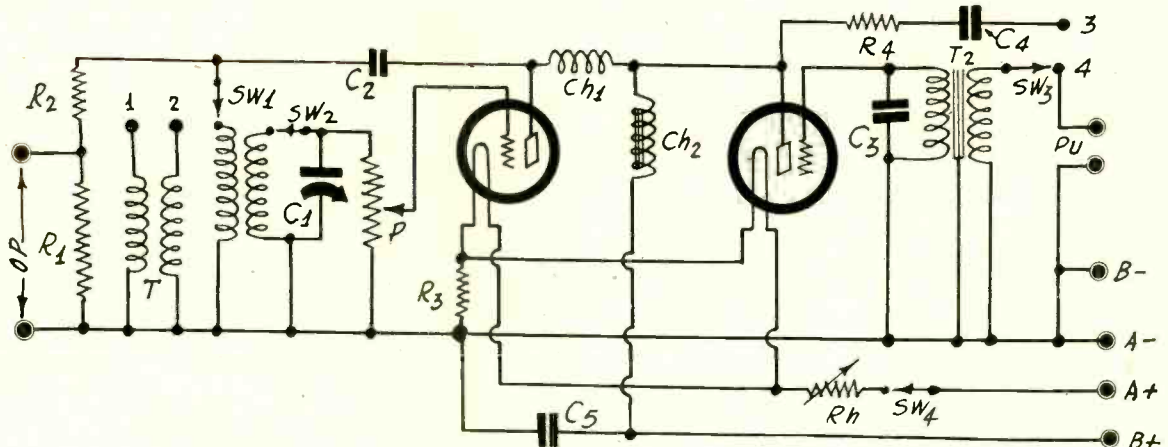 R2
1
2
SW1
SW2
C2
Ch1
Ch2
R4
C4
3
T2
4
SW3
C3
PU
OP
R1
T
C1
P
R3
B-
A-
C5
Rh
SW4
A+
B+